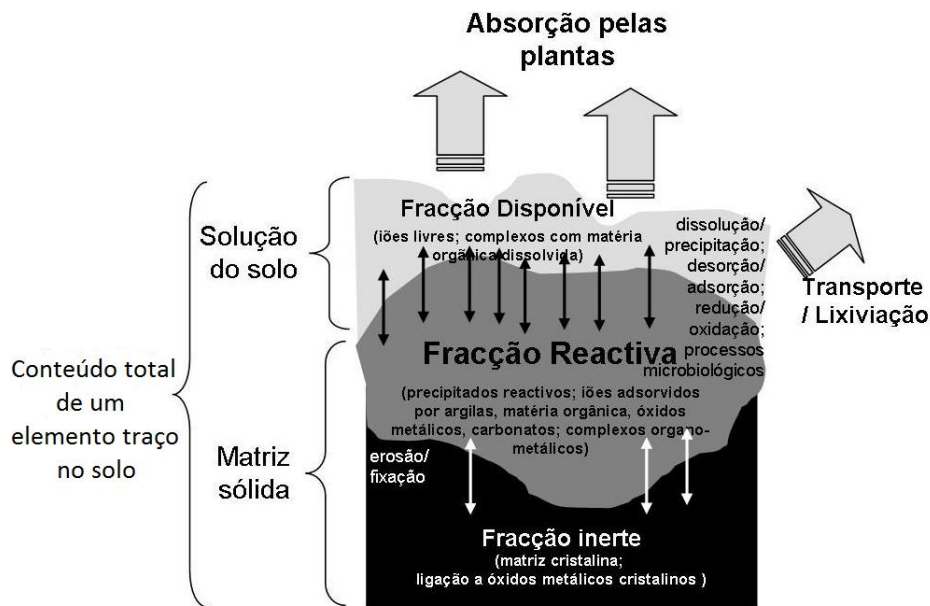 Absorção pelas
plantas
Fracção Disponível
(iões livres; complexos com matéria
orgânica dissolvida)
Solução
do solo
dissolução/
precipitação;
desorção/
adsorção;
redução/
oxidação;
processos
microbiológicos
Transporte
/ Lixiviação
Fracção Reactiva
(precipitados reactivos; iões adsorvidos
por argilas, matéria orgânica, óxidos
metálicos, carbonatos; complexos organo-
metálicos)
Conteúdo total
de um
elemento traço
no solo
Matriz
sólida
erosão/
fixação
Fracção inerte
(matriz cristalina;
ligação a óxidos metálicos cristalinos )